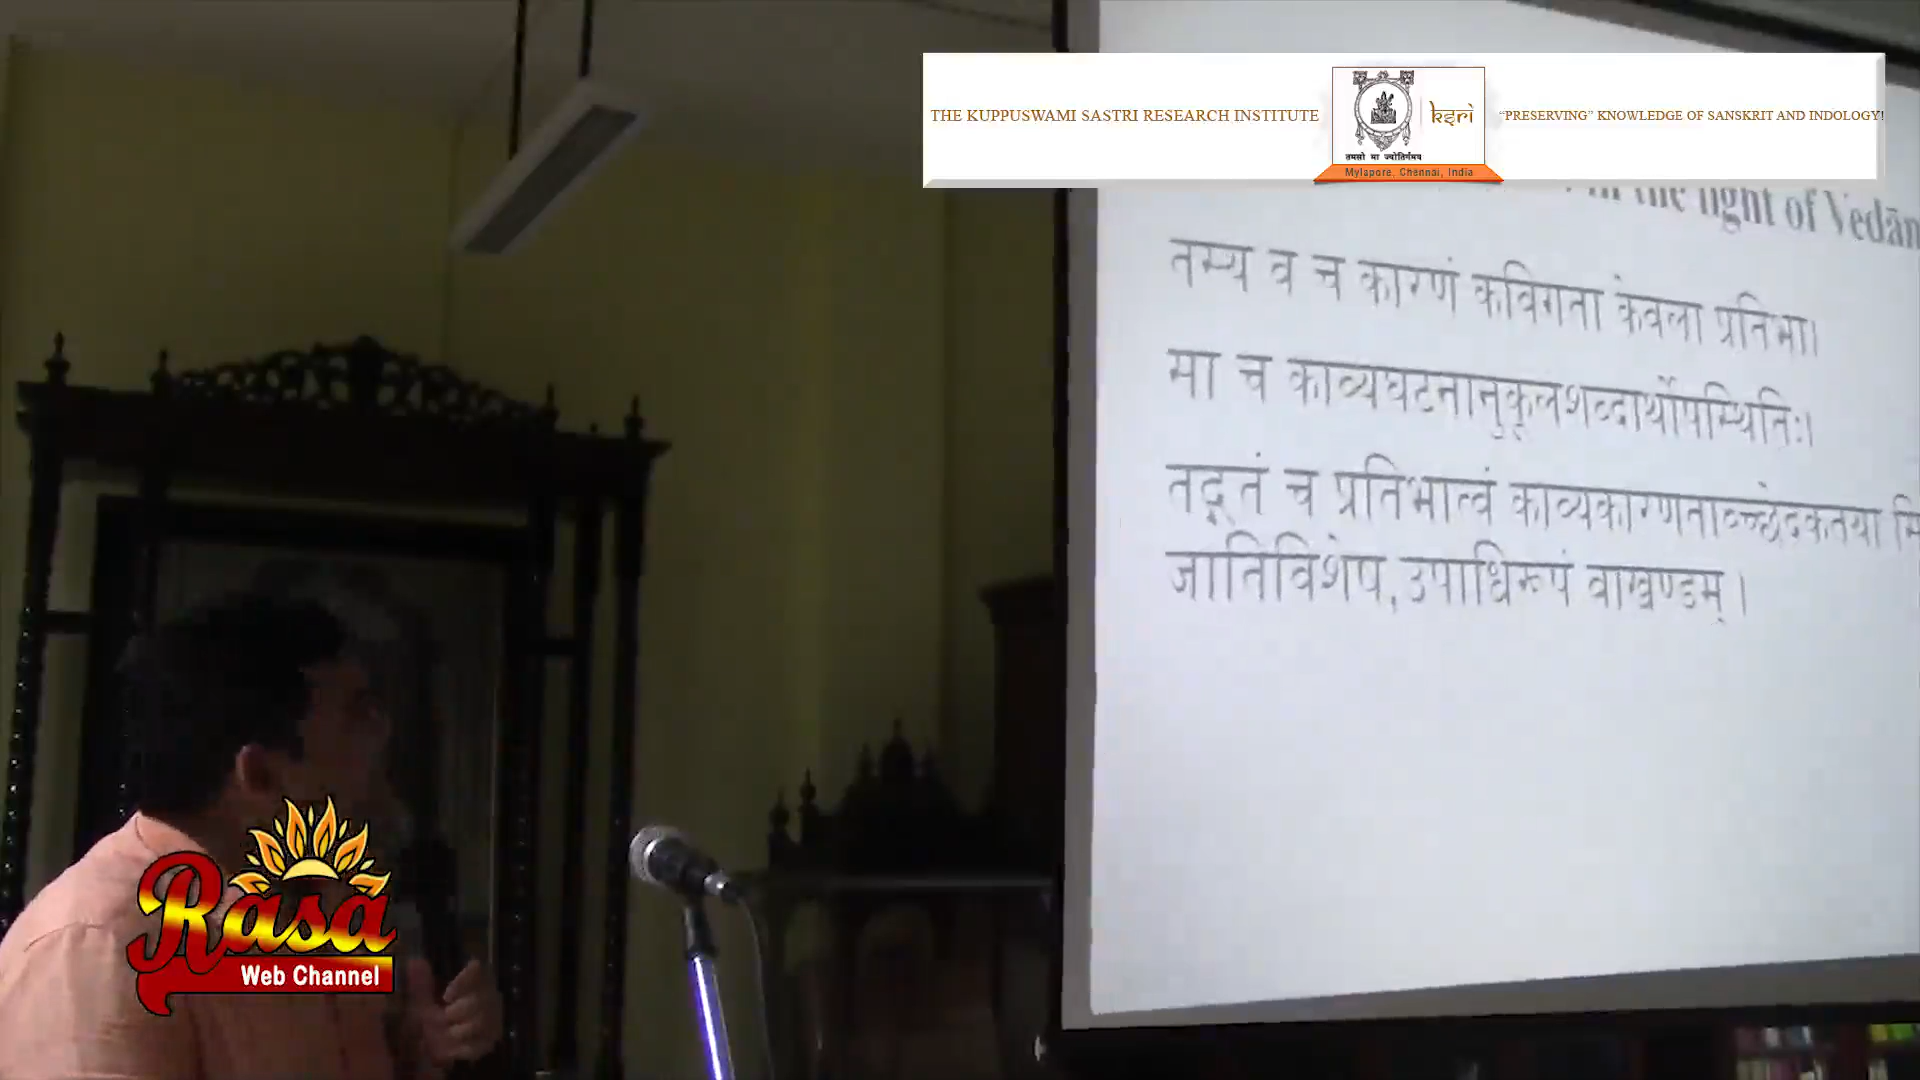 THE KUPPUSWAMI SASTRI RESEARCH INSTITUTE
तमसो मा ज्योतिर्गमय
ksri
Mylapore, Chennai, India
“PRESERVING” KNOWLEDGE OF SANSKRIT AND INDOLOGY!
in the light of Vedān
तस्य व च कारणं कविगता केवला प्रतिभा।
सा च काव्यघटनानुकूलशब्दार्थोपस्थितिः।
तद्गतं च प्रतिभात्वं काव्यकारणताच्छेदकतया
जातिविशेष, उपाधिरूपं वाखण्डम्।
Rasa
Web Channel